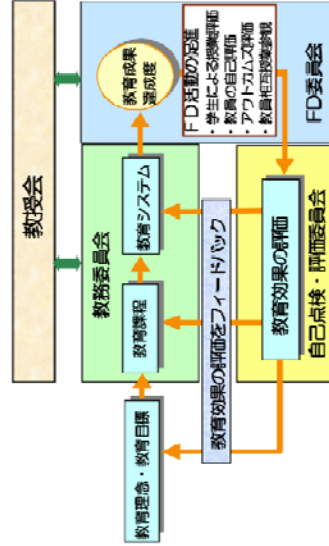 教授会
教務委員会
教育理念・教育目標
教育課程
教育システム
教育成果
達成度
FD活動の促進
・学生による授業評価
・教員の自己評価
・アウトカムズ評価
・教員相互授業参観
FD委員会
教育効果の評価をフィードバック
教育効果の評価
自己点検・評価委員会